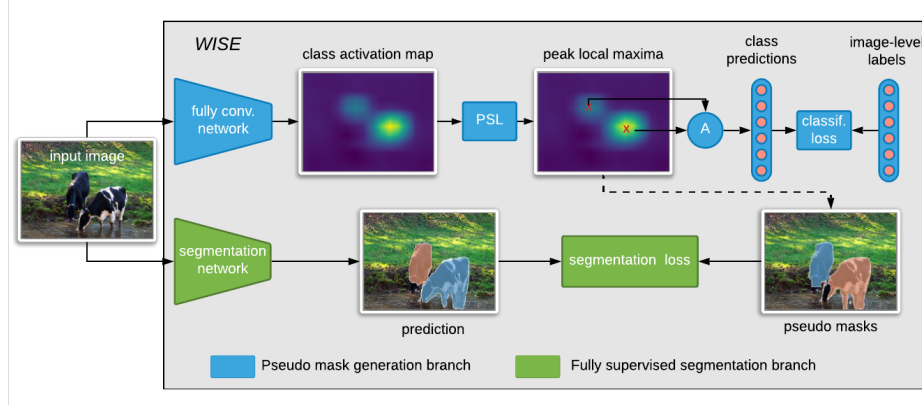 WISE
class activation map
peak local maxima
class
predictions
image-level
labels
fully conv.
network
PSL
x
x
A
classif.
loss
input image
segmentation
network
segmentation loss
prediction
pseudo masks
Pseudo mask generation branch
Fully supervised segmentation branch